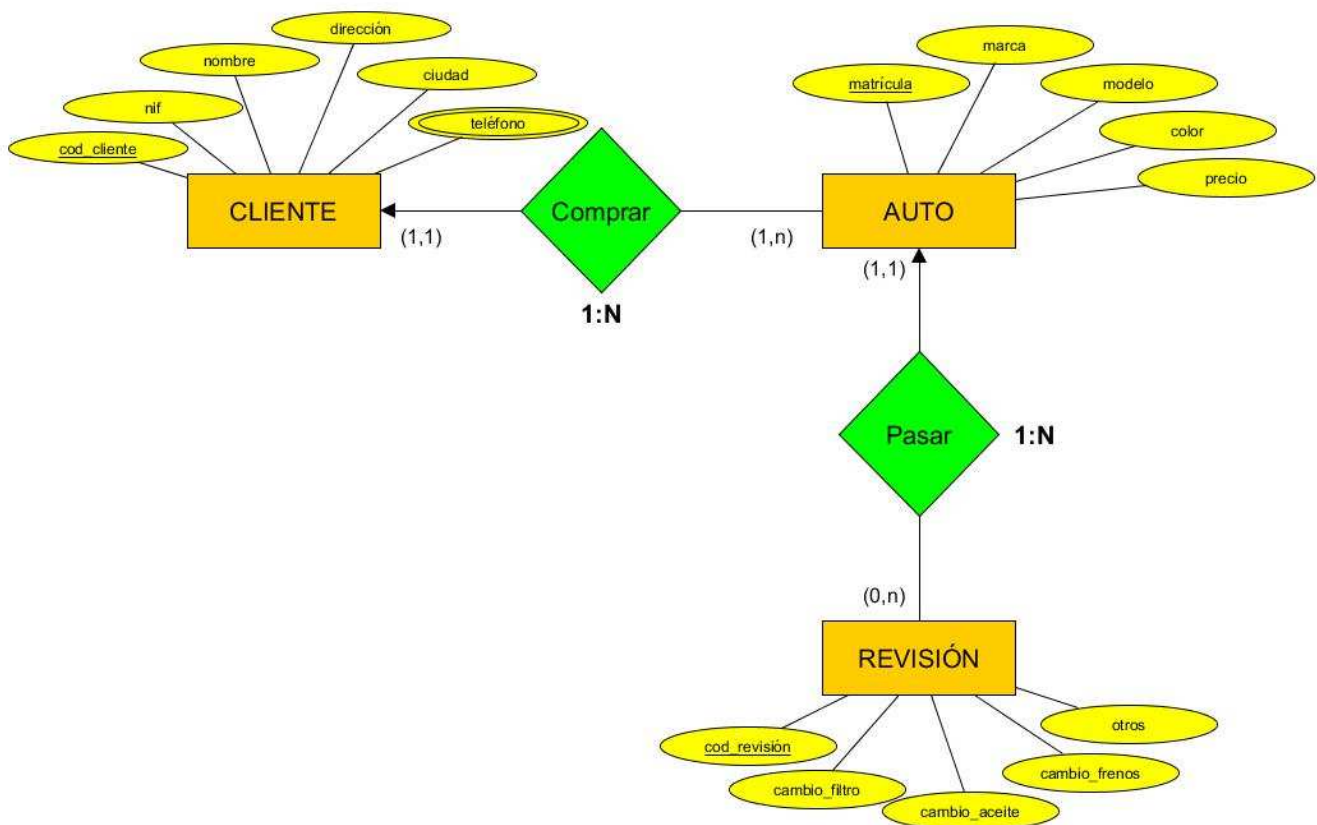 dirección
nombre
ciudad
nif
teléfono
cod_cliente
CLIENTE
(1,1)
Comprar
1:N
(1,n)
marca
matrícula
modelo
color
precio
AUTO
(1,1)
Pasar
1:N
(0,n)
REVISIÓN
cod_revisión
cambio_filtro
cambio_aceite
cambio_frenos
otros